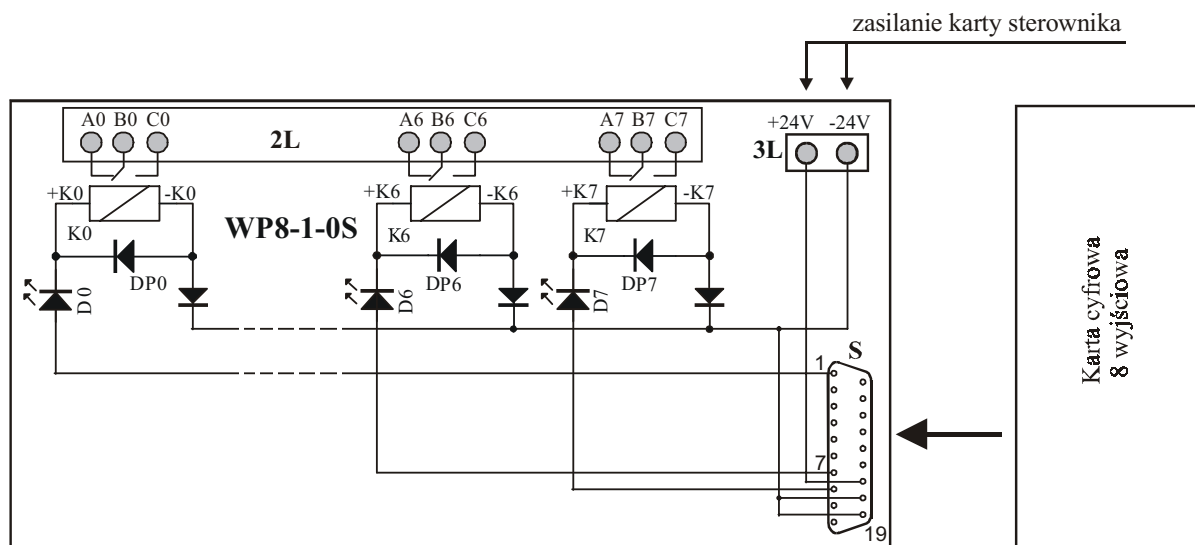 zasilanie karty sterownika
A0 B0 C0
A6 B6 C6
A7 B7 C7
+24V -24V
2L
3L
+K0 -K0
+K6 -K6
+K7 -K7
WP8-1-0S
K0
K6
K7
DP0
DP6
DP7
D0
D6
D7
S
1
7
19
Karta cyfrowa
8 wyjściowa